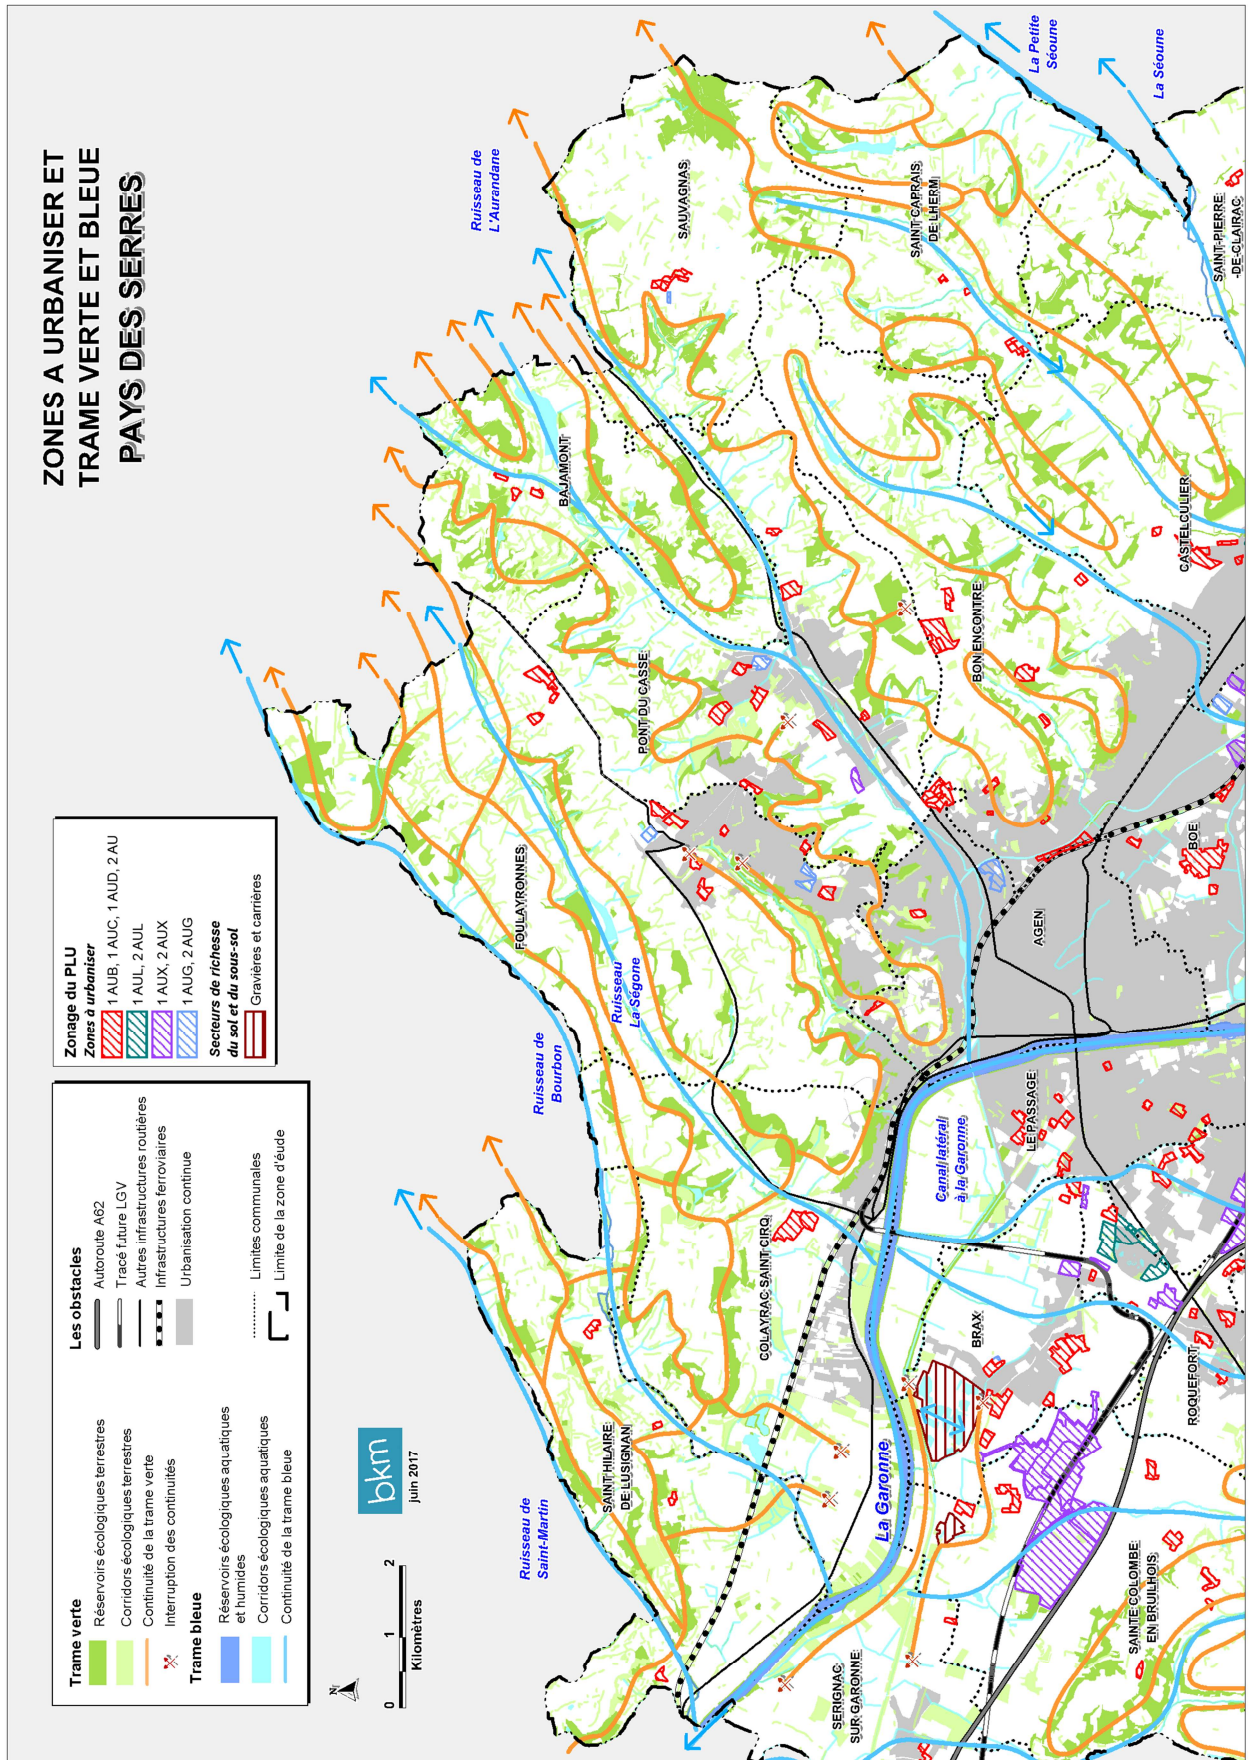 ZONES A URBANISER ET
TRAME VERTE ET BLEUE
PAYS DES SERRES
Trame verte
Réservoirs écologiques terrestres
Corridors écologiques terrestres
Continuité de la trame verte
Interruption des continuités
Trame bleue
Réservoirs écologiques aquatiques
et humides
Corridors écologiques aquatiques
Continuité de la trame bleue
Les obstacles
Autoroute A62
Tracé future LGV
Autres infrastructures routières
Infrastructures ferroviaires
Urbanisation continue
Limites communales
Limite de la zone d'éude
Zonage du PLU
Zones à urbaniser
1 AUB, 1 AUC, 1 AUD, 2 AU
1 AUL, 2 AUL
1 AUX, 2 AUX
1 AUG, 2 AUG
Secteurs de richesse
du sol et du sous-sol
Gravières et carrières
N
0
1
2
Kilomètres
bkm
juin 2017
Ruisseau de
Saint-Martin
Ruisseau de
Bourbon
Ruisseau
La Ségone
Ruisseau de
L'Aurandane
La Petite
Séoune
La Séoune
SAINT HILAIRE
DE LUSIGNAN
FOULAYRONNES
BAJAMONT
SAUVAGNAS
PONT DU CASSE
SAINT CAPRAIS
DE LHERM
SAINT-PIERRE
-DE-CLAIRAC
COLAYRAC SAINT CIRQ
BON ENCONTRE
CASTELCULIER
La Garonne
Canal latéral
à la Garonne
SERIGNAC
SUR GARONNE
BRAX
LE PASSAGE
AGEN
BOE
ROQUEFORT
SAINTE COLOMBE
EN BRUILHOIS